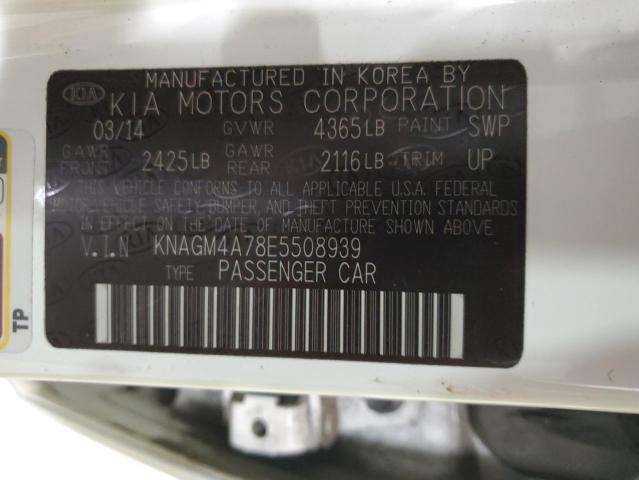 MANUFACTURED IN KOREA BY
KIA KIA MOTORS CORPORATION
03/14 GVWR 4365LB PAINT SWP
GAWR FRONT 2425LB GAWR REAR 2116LB TRIM UP
THIS VEHICLE CONFORMS TO ALL APPLICABLE U.S.A. FEDERAL
MOTOR VEHICLE SAFETY, BUMPER, AND THEFT PREVENTION STANDARDS
IN EFFECT ON THE DATE OF MANUFACTURE SHOWN ABOVE
V.I.N KNAGM4A78E5508939
TYPE PASSENGER CAR
TP